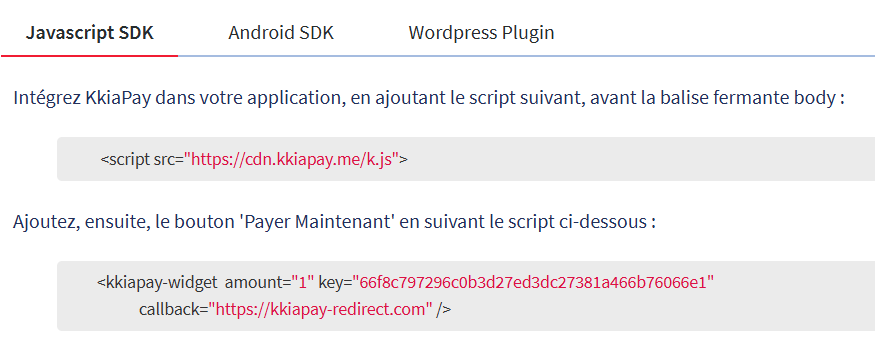 Javascript SDK Android SDK Wordpress Plugin
Intégrez KkiaPay dans votre application, en ajoutant le script suivant, avant la balise fermante body :
<script src="https://cdn.kkiapay.me/k.js">
Ajoutez, ensuite, le bouton 'Payer Maintenant' en suivant le script ci-dessous :
<kkiapay-widget amount="1" key="66f8c797296c0b3d27ed3dc27381a466b76066e1"
callback="https://kkiapay-redirect.com" />